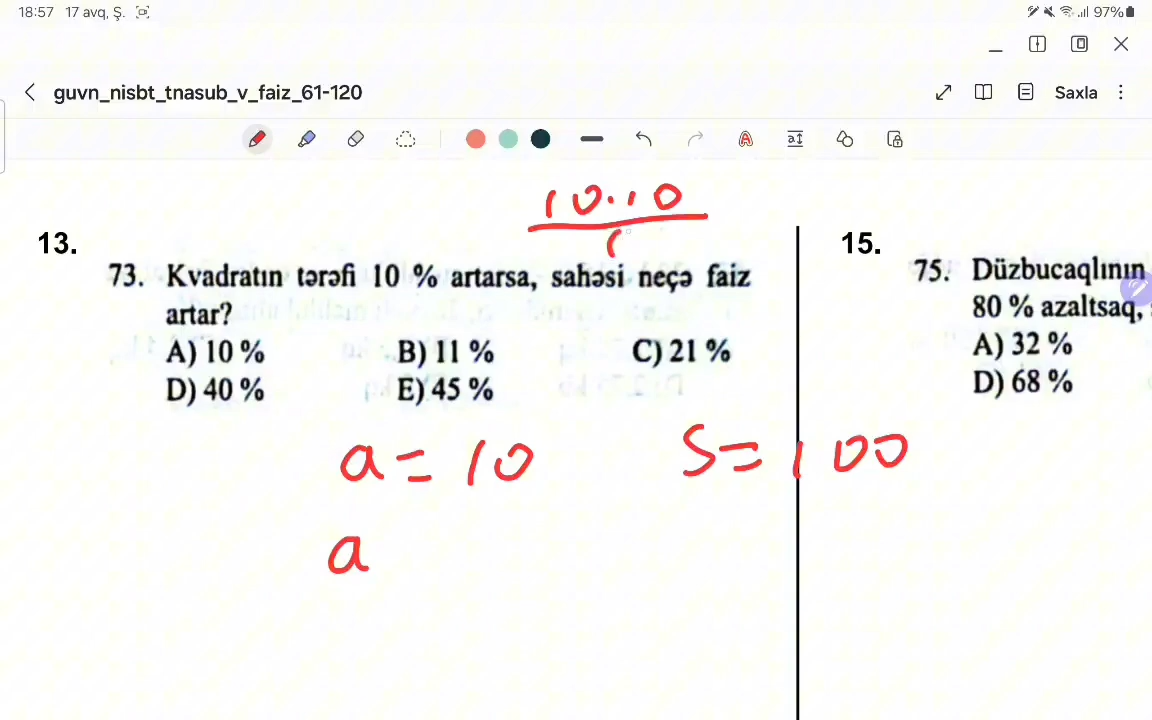 18:57 17 avq, Ş.
97%
guvn_nisbt_tnasub_v_faiz_61-120
Saxla
10·10
13.
73. Kvadratın tərəfi 10 % artarsa, sahəsi neçə faiz
artar?
A) 10 % B) 11 % C) 21 %
D) 40 % E) 45 %
a = 10 S = 100
a
15.
75. Düzbucaqlının
80 % azaltsaq,
A) 32 %
D) 68 %